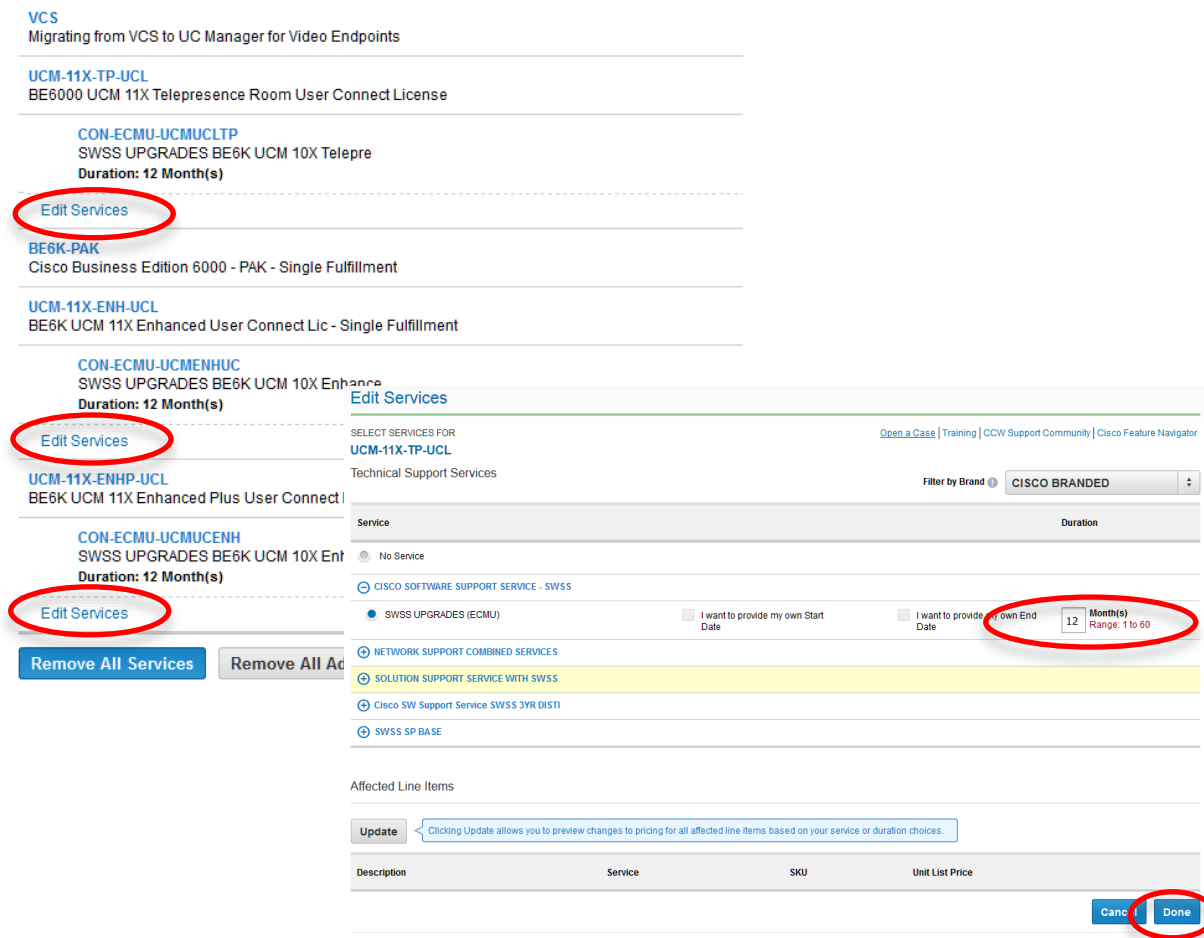 VCS
Migrating from VCS to UC Manager for Video Endpoints
UCM-11X-TP-UCL
BE6000 UCM 11X Telepresence Room User Connect License
CON-ECMU-UCMUCLTP
SWSS UPGRADES BE6K UCM 10X Telepre
Duration: 12 Month(s)
Edit Services
BE6K-PAK
Cisco Business Edition 6000 - PAK - Single Fulfillment
UCM-11X-ENH-UCL
BE6K UCM 11X Enhanced User Connect Lic - Single Fulfillment
CON-ECMU-UCMENHUC
SWSS UPGRADES BE6K UCM 10X Enhance
Duration: 12 Month(s)
Edit Services
UCM-11X-ENHP-UCL
BE6K UCM 11X Enhanced Plus User Connect
CON-ECMU-UCMUCENH
SWSS UPGRADES BE6K UCM 10X Enh
Duration: 12 Month(s)
Edit Services
Remove All Services Remove All Ad
Edit Services
SELECT SERVICES FOR
Open a Case | Training | CCW Support Community | Cisco Feature Navigator
UCM-11X-TP-UCL
Technical Support Services
Filter by Brand CISCO BRANDED
Service Duration
No Service
CISCO SOFTWARE SUPPORT SERVICE - SWSS
SWSS UPGRADES (ECMU)
I want to provide my own Start
Date
I want to provide my own End
Date
12
Month(s)
Range: 1 to 60
NETWORK SUPPORT COMBINED SERVICES
SOLUTION SUPPORT SERVICE WITH SWSS
Cisco SW Support Service SWSS 3YR DISTI
SWSS SP BASE
Affected Line Items
Update
Clicking Update allows you to preview changes to pricing for all affected line items based on your service or duration choices.
Description Service SKU Unit List Price
Cancel Done